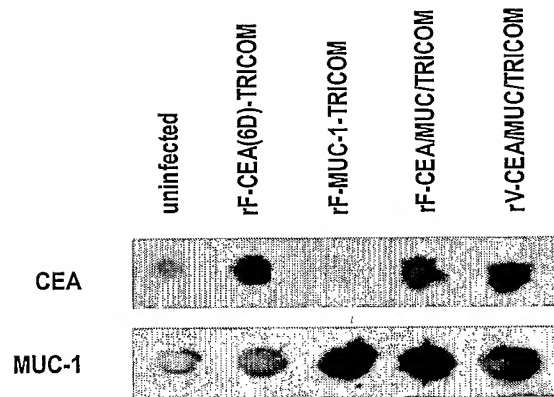 uninfected
rF-CEA(6D)-TRICOM
rF-MUC-1-TRICOM
rF-CEA/MUC/TRICOM
rV-CEA/MUC/TRICOM
CEA
MUC-1